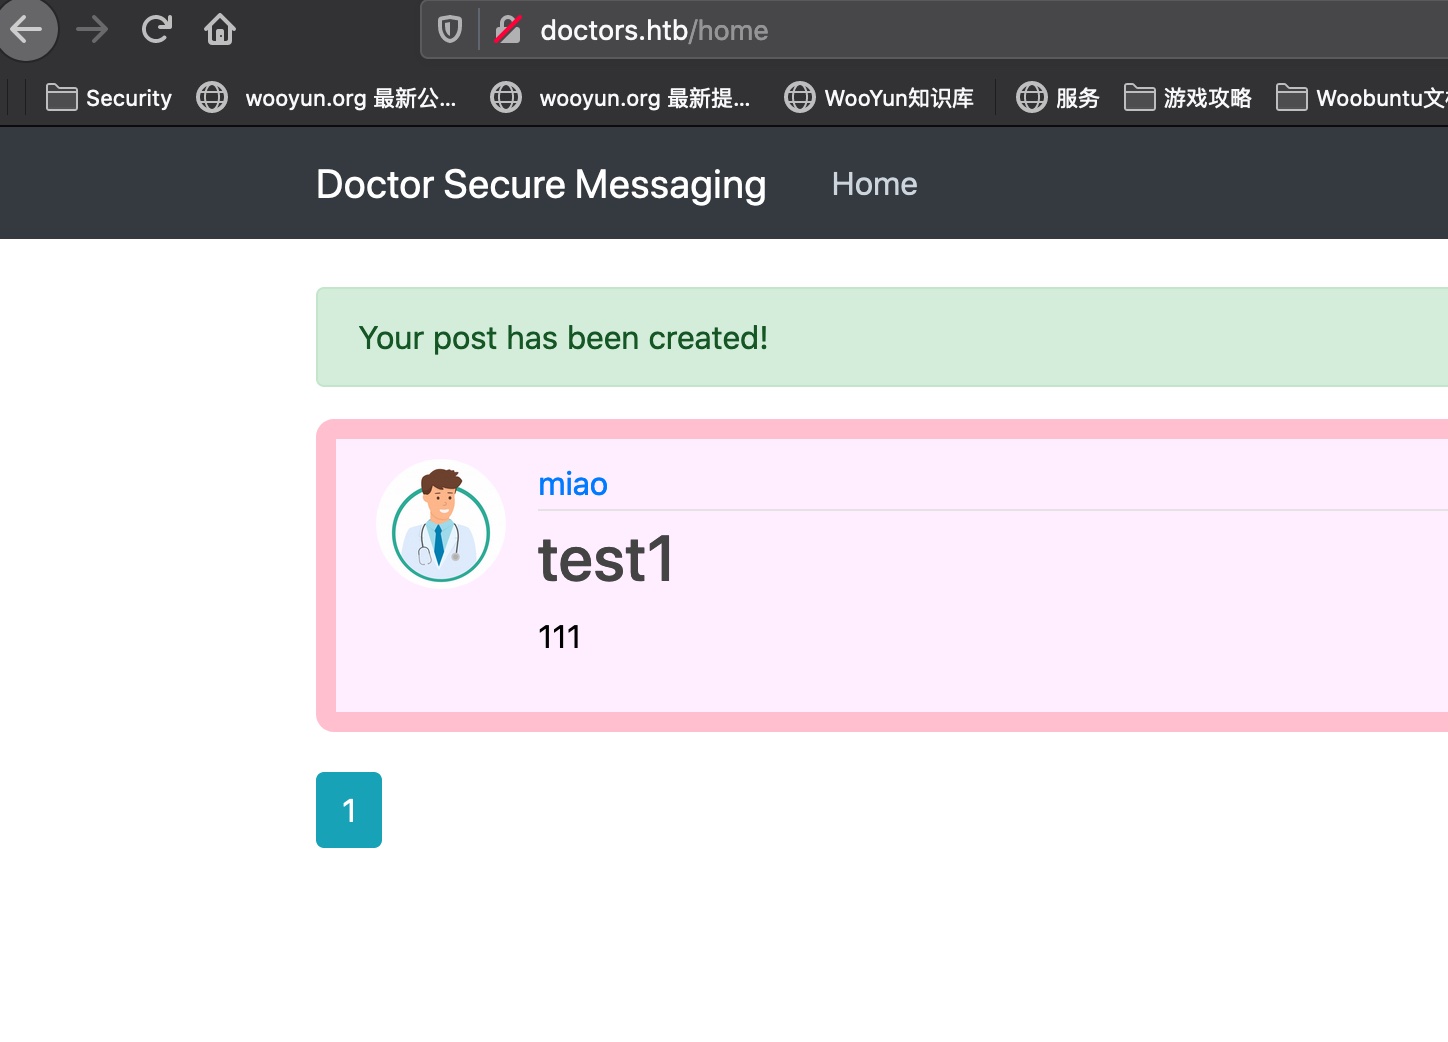 doctors.htb/home
Security wooyun.org 最新公... wooyun.org 最新提... WooYun知识库 服务 游戏攻略 Woobuntu文
Doctor Secure Messaging Home
Your post has been created!
miao
test1
111
1